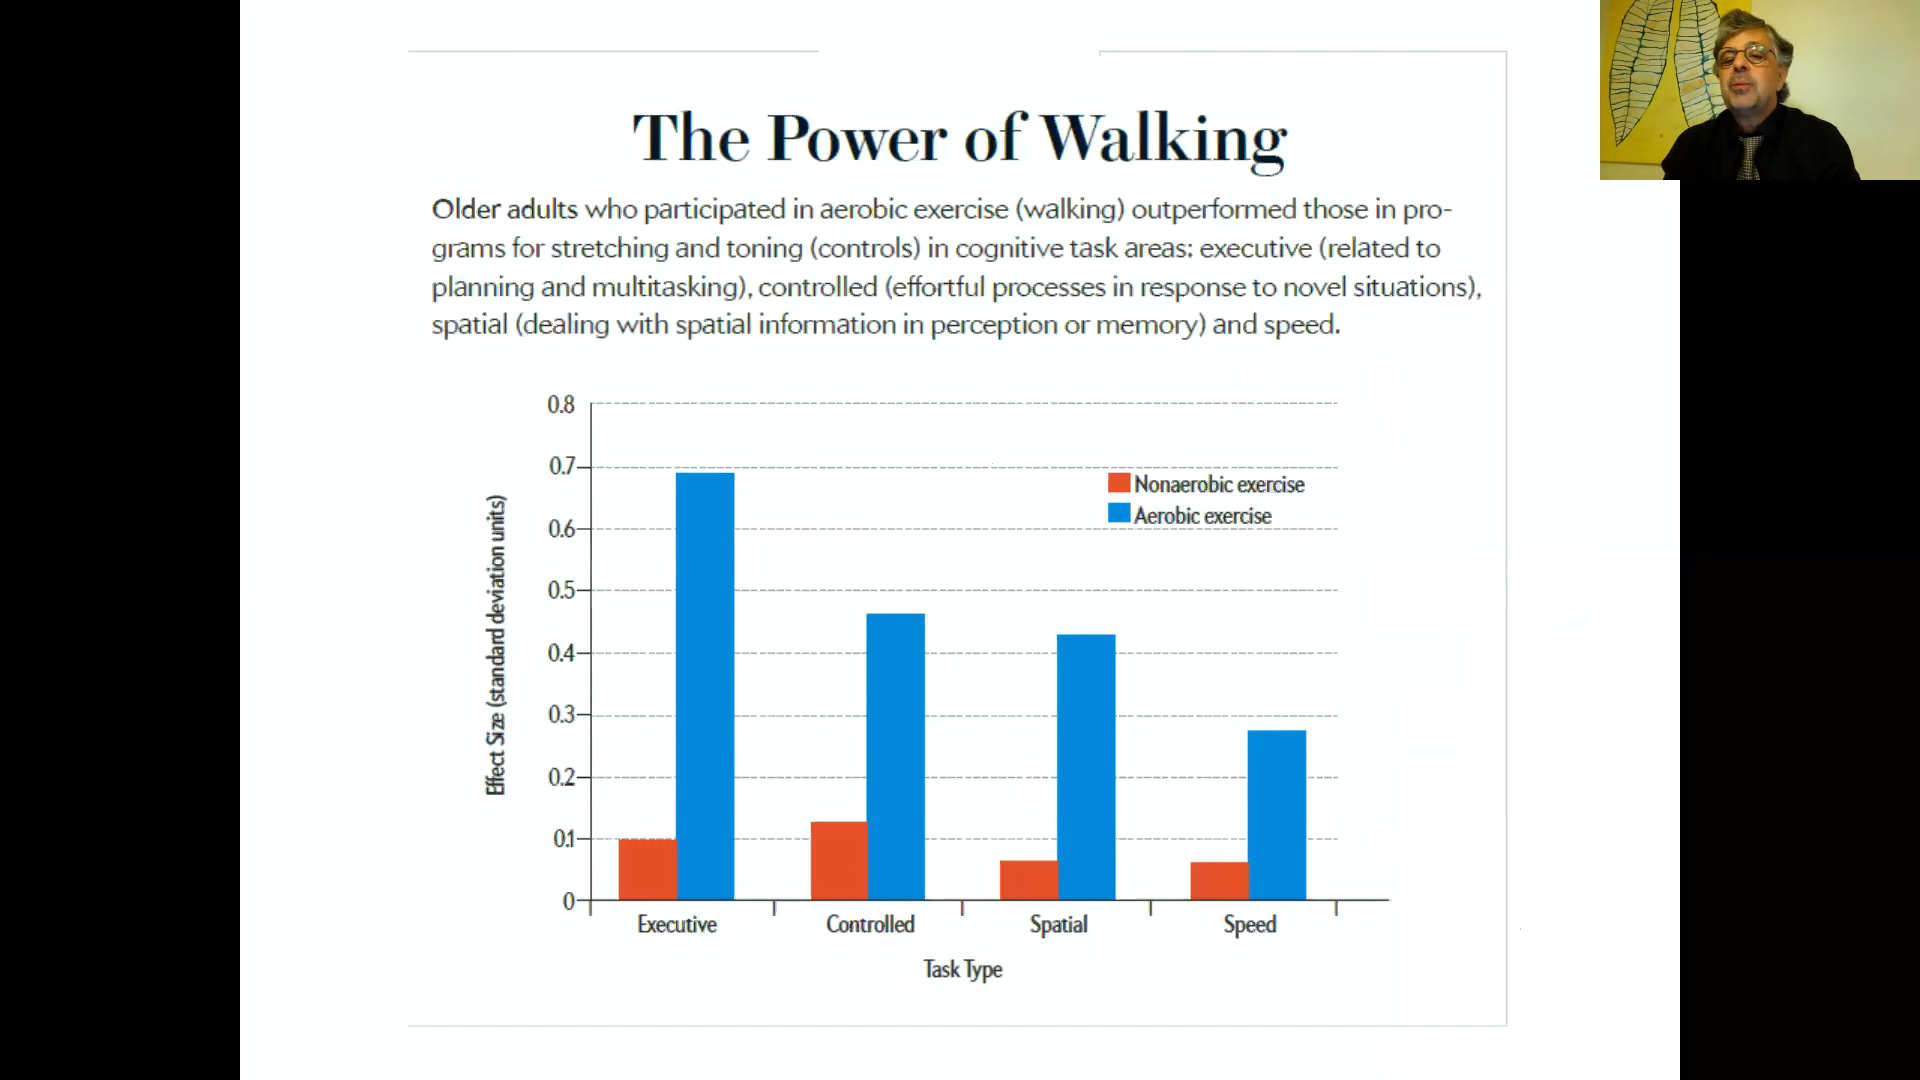 The Power of Walking
Older adults who participated in aerobic exercise (walking) outperformed those in pro-
grams for stretching and toning (controls) in cognitive task areas: executive (related to
planning and multitasking), controlled (effortful processes in response to novel situations),
spatial (dealing with spatial information in perception or memory) and speed.
0.8
0.7
0.6
0.5
0.4
0.3
0.2
0.1
0
Effect Size (standard deviation units)
Nonaerobic exercise
Aerobic exercise
Executive
Controlled
Spatial
Speed
Task Type